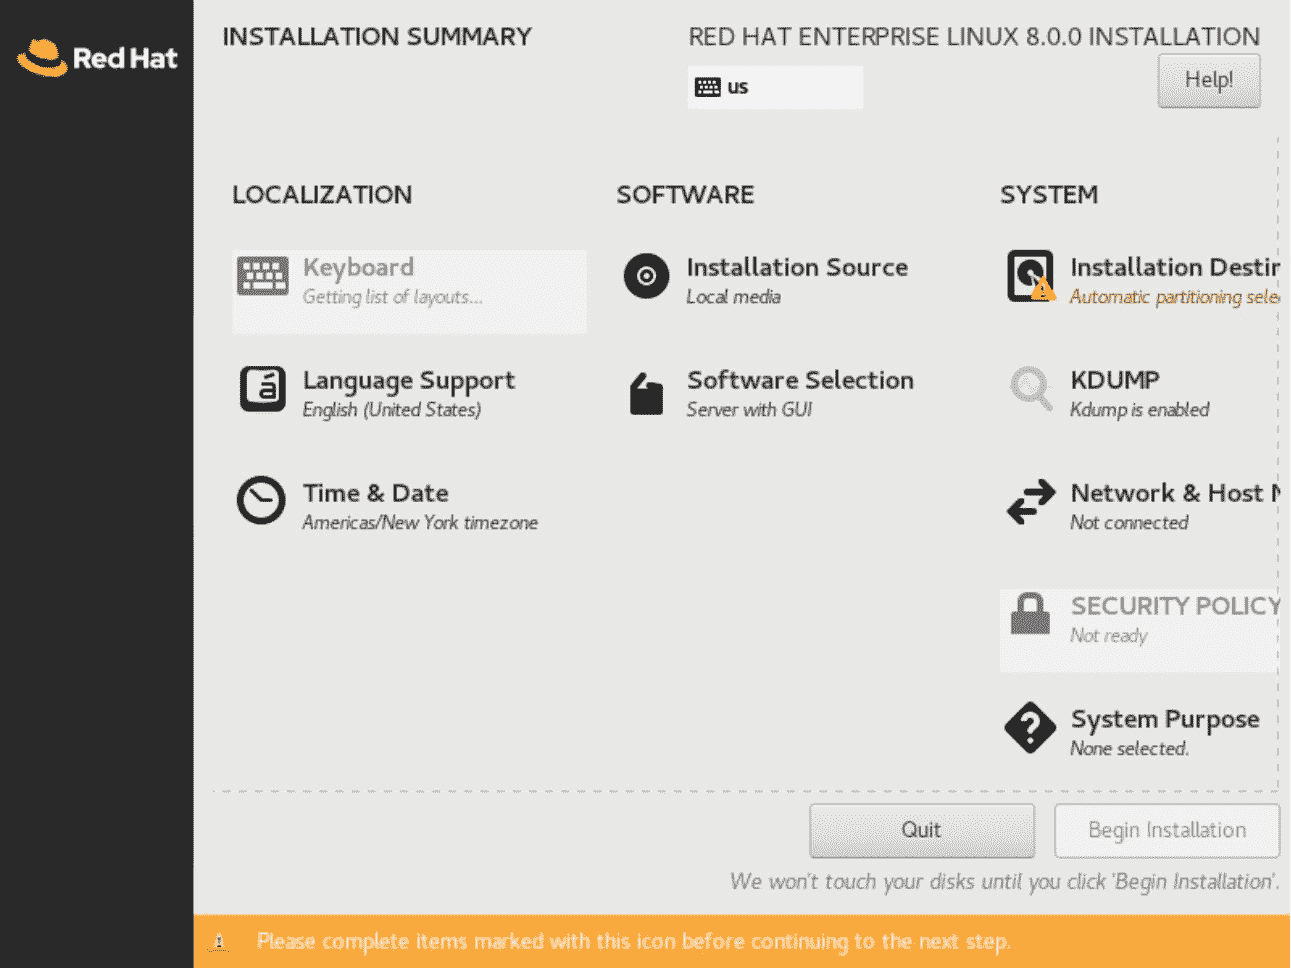 Red Hat
INSTALLATION SUMMARY
RED HAT ENTERPRISE LINUX 8.0.0 INSTALLATION
us
Help!
LOCALIZATION
Keyboard
Getting list of layouts...
Language Support
English (United States)
Time & Date
Americas/New York timezone
SOFTWARE
Installation Source
Local media
Software Selection
Server with GUI
SYSTEM
Installation Destin
Automatic partitioning sele
KDUMP
Kdump is enabled
Network & Host N
Not connected
SECURITY POLICY
Not ready
System Purpose
None selected.
Quit
Begin Installation
We won't touch your disks until you click 'Begin Installation'.
Please complete items marked with this icon before continuing to the next step.